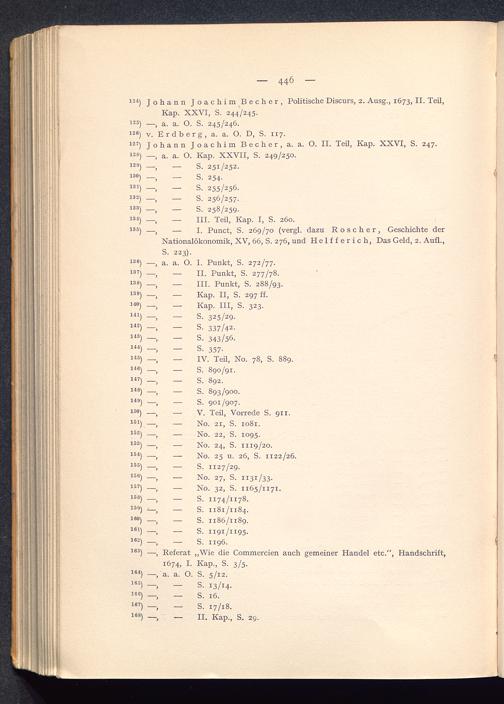 — 446 —
¹²⁴) Johann Joachim Becher, Politische Discurs, 2. Ausg., 1673, II. Teil,
Kap. XXVI, S. 244/245.
¹²⁵) —, a. a. O. S. 245/246.
¹²⁶) v. Erdberg, a. a. O. D, S. 117.
¹²⁷) Johann Joachim Becher, a. a. O. II. Teil, Kap. XXVI, S. 247.
¹²⁸) —, a. a. O. Kap. XXVII, S. 249/250.
¹²⁹) —, — S. 251/252.
¹³⁰) —, — S. 254.
¹³¹) —, — S. 255/256.
¹³²) —, — S. 256/257.
¹³³) —, — S. 258/259.
¹³⁴) —, — III. Teil, Kap. I, S. 260.
¹³⁵) —, — I. Punct, S. 269/70 (vergl. dazu Roscher, Geschichte der
Nationalökonomik, XV, 66, S. 276, und Helfferich, Das Geld, 2. Aufl.,
S. 223).
¹³⁶) —, a. a. O. I. Punkt, S. 272/77.
¹³⁷) —, — II. Punkt, S. 277/78.
¹³⁸) —, — III. Punkt, S. 288/93.
¹³⁹) —, — Kap. II, S. 297 ff.
¹⁴⁰) —, — Kap. III, S. 323.
¹⁴¹) —, — S. 325/29.
¹⁴²) —, — S. 337/42.
¹⁴³) —, — S. 343/56.
¹⁴⁴) —, — S. 357.
¹⁴⁵) —, — IV. Teil, No. 78, S. 889.
¹⁴⁶) —, — S. 890/91.
¹⁴⁷) —, — S. 892.
¹⁴⁸) —, — S. 893/900.
¹⁴⁹) —, — S. 901/907.
¹⁵⁰) —, — V. Teil, Vorrede S. 911.
¹⁵¹) —, — No. 21, S. 1081.
¹⁵²) —, — No. 22, S. 1095.
¹⁵³) —, — No. 24, S. 1119/20.
¹⁵⁴) —, — No. 25 u. 26, S. 1122/26.
¹⁵⁵) —, — S. 1127/29.
¹⁵⁶) —, — No. 27, S. 1131/33.
¹⁵⁷) —, — No. 32, S. 1165/1171.
¹⁵⁸) —, — S. 1174/1178.
¹⁵⁹) —, — S. 1181/1184.
¹⁶⁰) —, — S. 1186/1189.
¹⁶¹) —, — S. 1191/1195.
¹⁶²) —, — S. 1196.
¹⁶³) —, Referat „Wie die Commercien auch gemeiner Handel etc.", Handschrift,
1674, I. Kap., S. 3/5.
¹⁶⁴) —, a. a. O. S. 5/12.
¹⁶⁵) —, — S. 13/14.
¹⁶⁶) —, — S. 16.
¹⁶⁷) —, — S. 17/18.
¹⁶⁸) —, — II. Kap., S. 29.